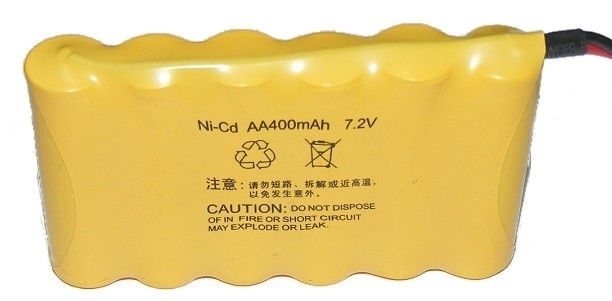 Ni-Cd AA400mAh 7.2V
注意：请勿短路、拆解或近高温，
以免发生意外。
CAUTION: DO NOT DISPOSE
OF IN FIRE OR SHORT CIRCUIT
MAY EXPLODE OR LEAK